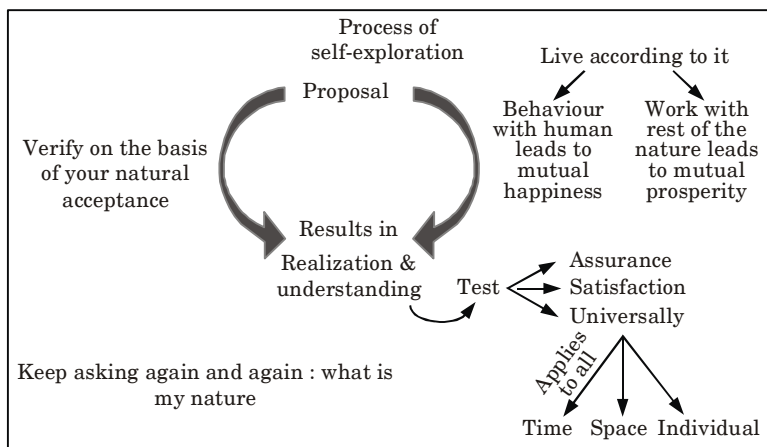 Process of
self-exploration
Proposal
Live according to it
Behaviour
with human
leads to
mutual
happiness
Work with
rest of the
nature leads
to mutual
prosperity
Verify on the basis
of your natural
acceptance
Results in
Realization &
understanding
Test
Assurance
Satisfaction
Universally
Applies
to all
Time
Space
Individual
Keep asking again and again : what is
my nature